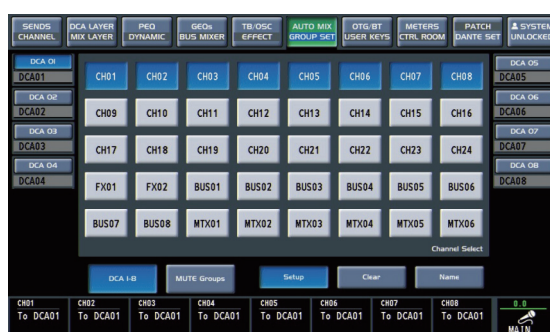 SENDS DCA LAYER PEQ GEQs TB/OSC AUTO MIX OTG/BT METERS PATCH SYSTEM
CHANNEL MIX LAYER DYNAMIC BUS MIXER EFFECT GROUP SET USER KEYS CTRL ROOM DANTE SET UNLOCKED
DCA 01
DCA01
DCA 02
DCA02
DCA 03
DCA03
DCA 04
DCA04
CH01 CH02 CH03 CH04 CH05 CH06 CH07 CH08
CH09 CH10 CH11 CH12 CH13 CH14 CH15 CH16
CH17 CH18 CH19 CH20 CH21 CH22 CH23 CH24
FX01 FX02 BUS01 BUS02 BUS03 BUS04 BUS05 BUS06
BUS07 BUS08 MTX01 MTX02 MTX03 MTX04 MTX05 MTX06
Channel Select
DCA 05
DCA05
DCA 06
DCA06
DCA 07
DCA07
DCA 08
DCA08
DCA 1-8 MUTE Groups Setup Clear Name
CH01 CH02 CH03 CH04 CH05 CH06 CH07 CH08 0.0
To DCA01 To DCA01 To DCA01 To DCA01 To DCA01 To DCA01 To DCA01 To DCA01
MAIN